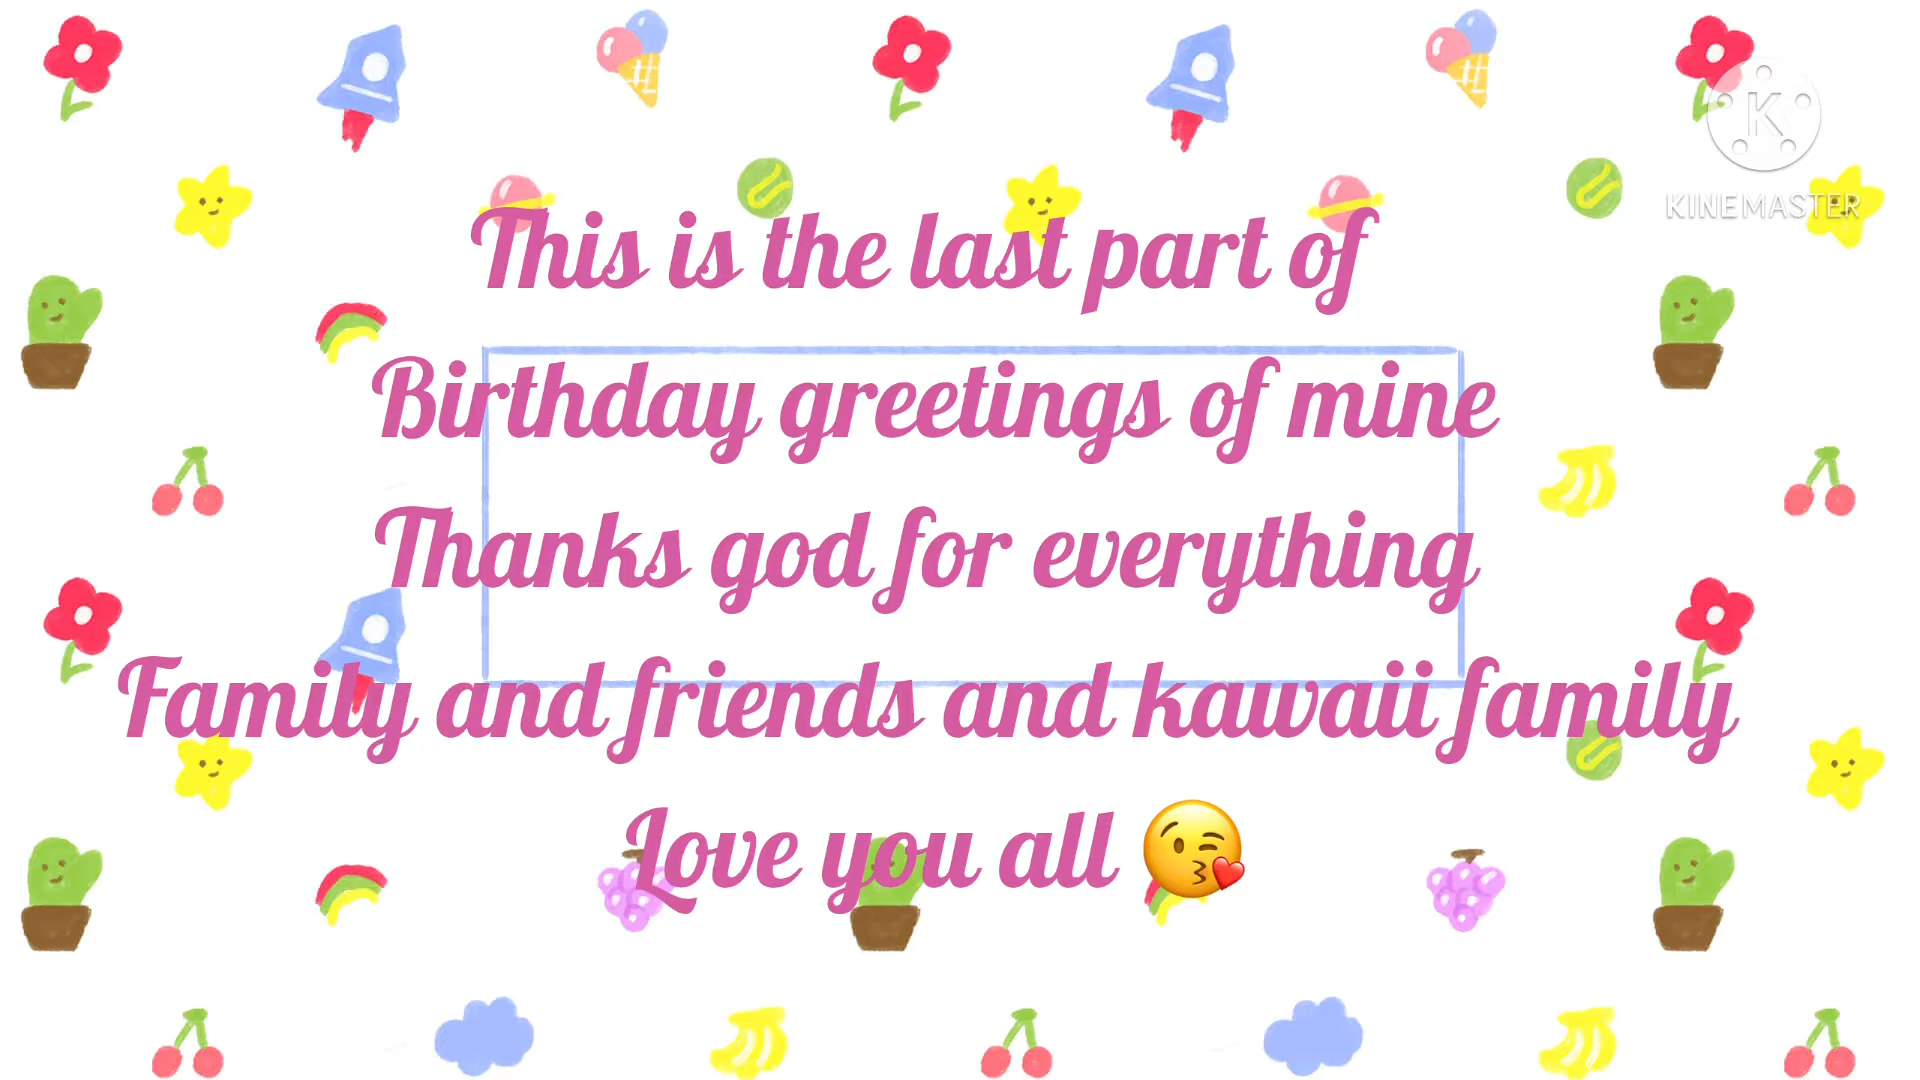 KINEMASTER
This is the last part of
Birthday greetings of mine
Thanks god for everything
Family and friends and kawaii family
Love you all 😘